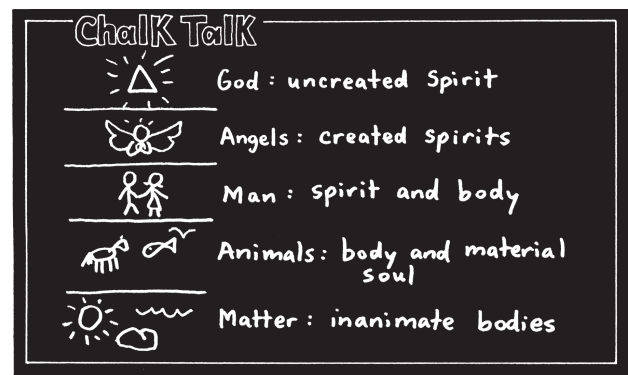 Chalk Talk
God: uncreated Spirit
Angels: created spirits
Man: spirit and body
Animals: body and material
soul
Matter: inanimate bodies